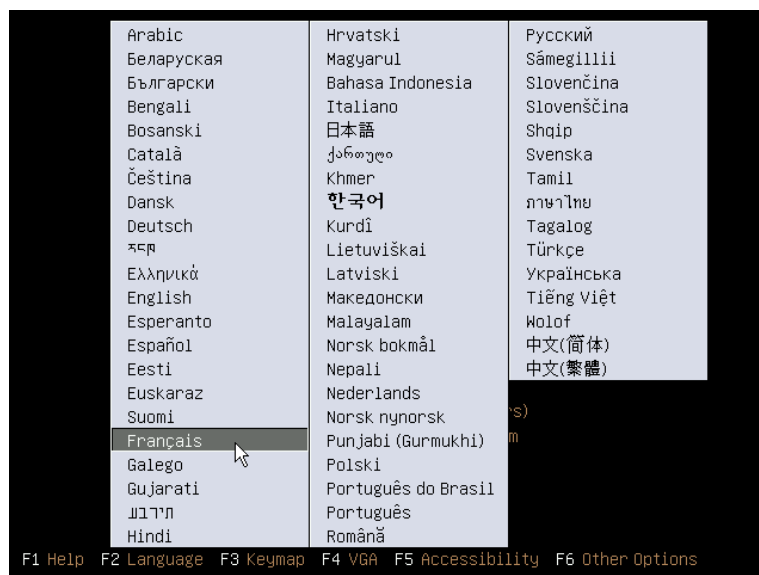 Arabic
Беларуская
Български
Bengali
Bosanski
Català
Čeština
Dansk
Deutsch
Ελληνικά
English
Esperanto
Español
Eesti
Euskaraz
Suomi
Français
Galego
Gujarati
תירבע
Hindi
Hrvatski
Magyarul
Bahasa Indonesia
Italiano
日本語
ქართული
Khmer
한국어
Kurdî
Lietuviškai
Latviski
Македонски
Malayalam
Norsk bokmål
Nepali
Nederlands
Norsk nynorsk
Punjabi (Gurmukhi)
Polski
Português do Brasil
Português
Română
Русский
Sámegillii
Slovenčina
Slovenščina
Shqip
Svenska
Tamil
ภาษาไทย
Tagalog
Türkçe
Українська
Tiếng Việt
Wolof
中文(简体)
中文(繁體)
s)
m
F1 Help F2 Language F3 Keymap F4 VGA F5 Accessibility F6 Other Options